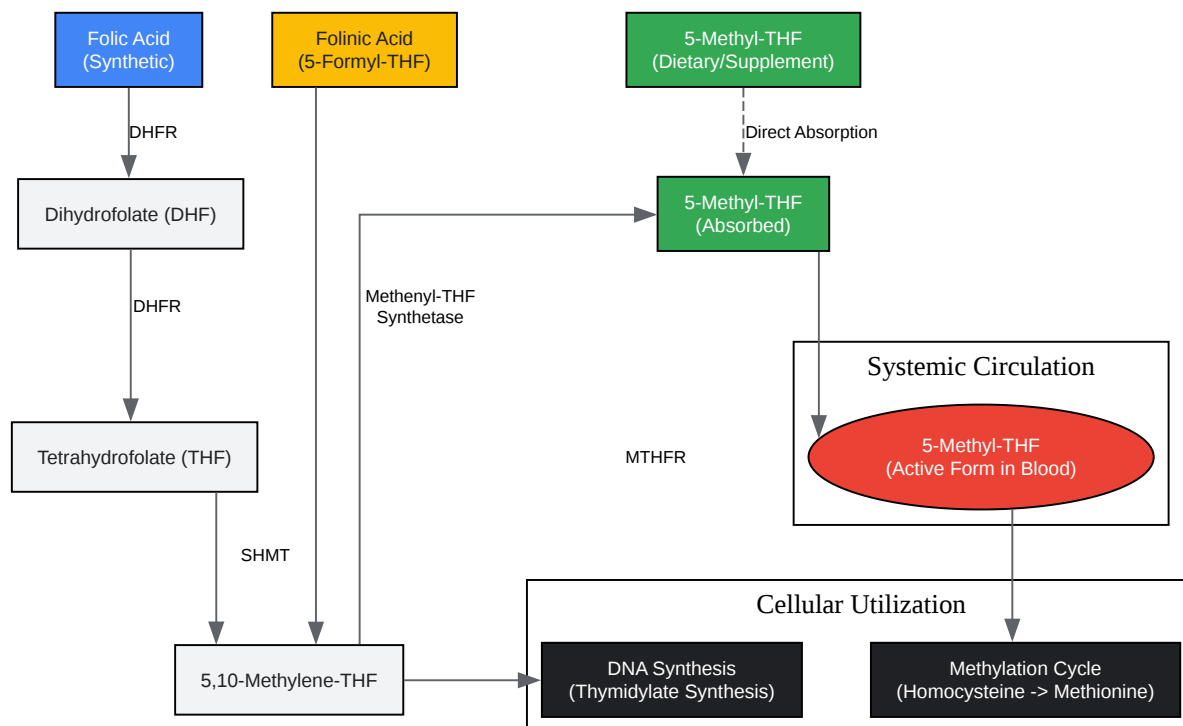 Folic Acid
(Synthetic)
Folinic Acid
(5-Formyl-THF)
5-Methyl-THF
(Dietary/Supplement)
DHFR
Direct Absorption
Dihydrofolate (DHF)
5-Methyl-THF
(Absorbed)
DHFR
Methenyl-THF
Synthetase
Systemic Circulation
Tetrahydrofolate (THF)
MTHFR
5-Methyl-THF
(Active Form in Blood)
SHMT
Cellular Utilization
5,10-Methylene-THF
DNA Synthesis
(Thymidylate Synthesis)
Methylation Cycle
(Homocysteine -> Methionine)